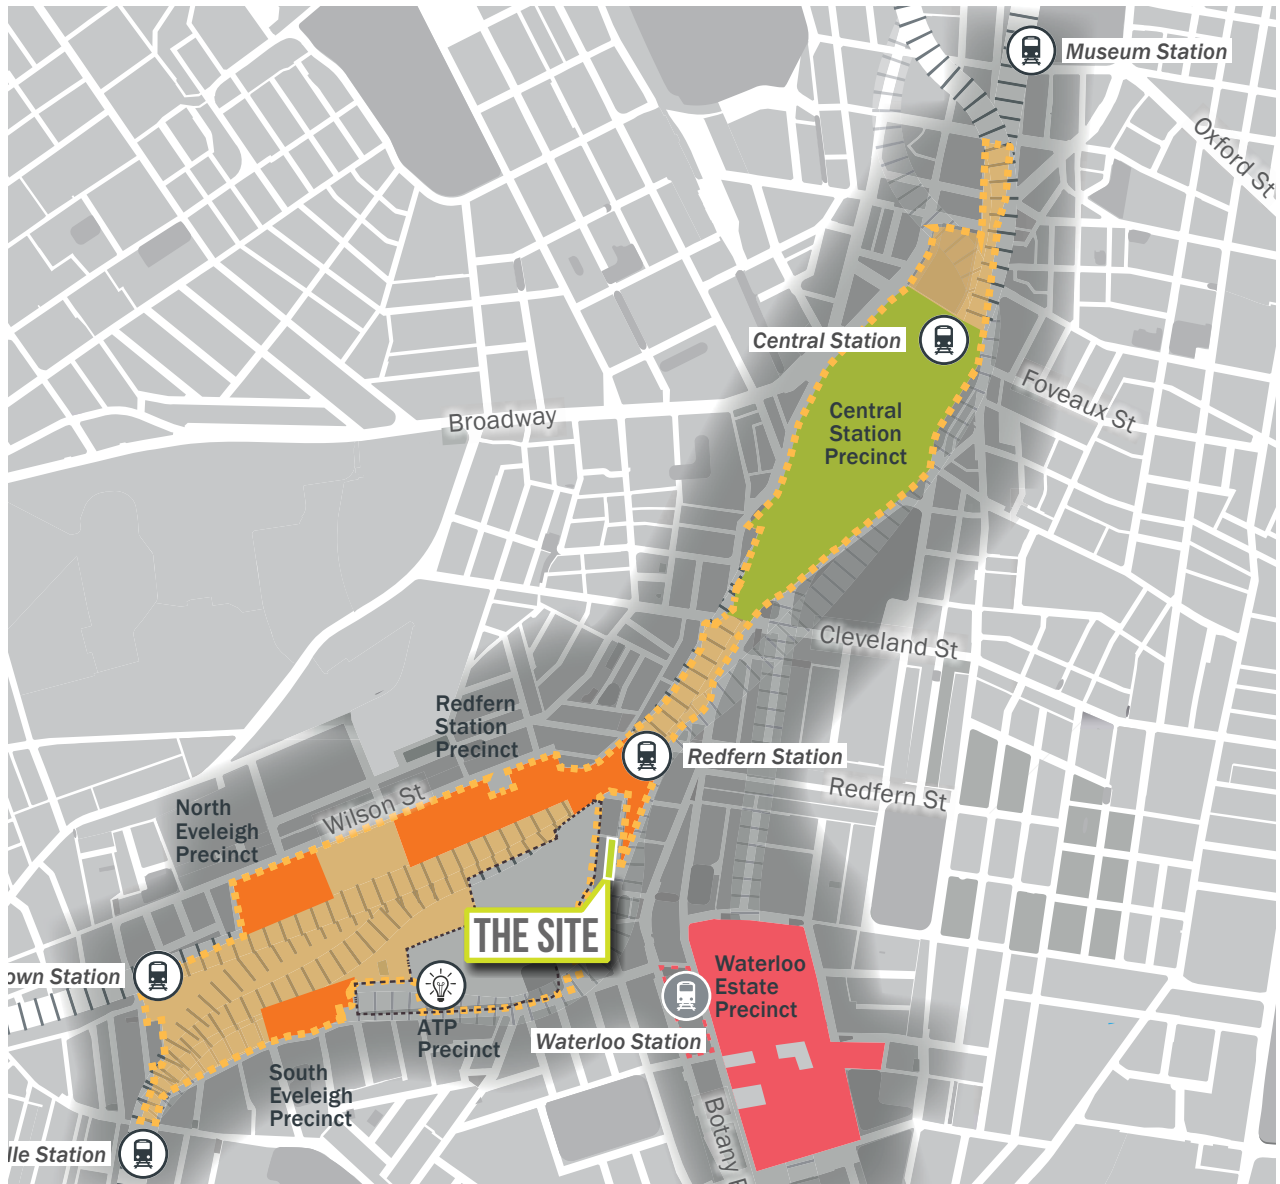 Museum Station
Oxford St
Central Station
Foveaux St
Central
Station
Precinct
Broadway
Cleveland St
Redfern
Station
Precinct
Redfern Station
Redfern St
North
Eveleigh
Precinct
Wilson St
THE SITE
own Station
Waterloo
Estate
Precinct
ATP
Precinct
Waterloo Station
South
Eveleigh
Precinct
Botany
lle Station